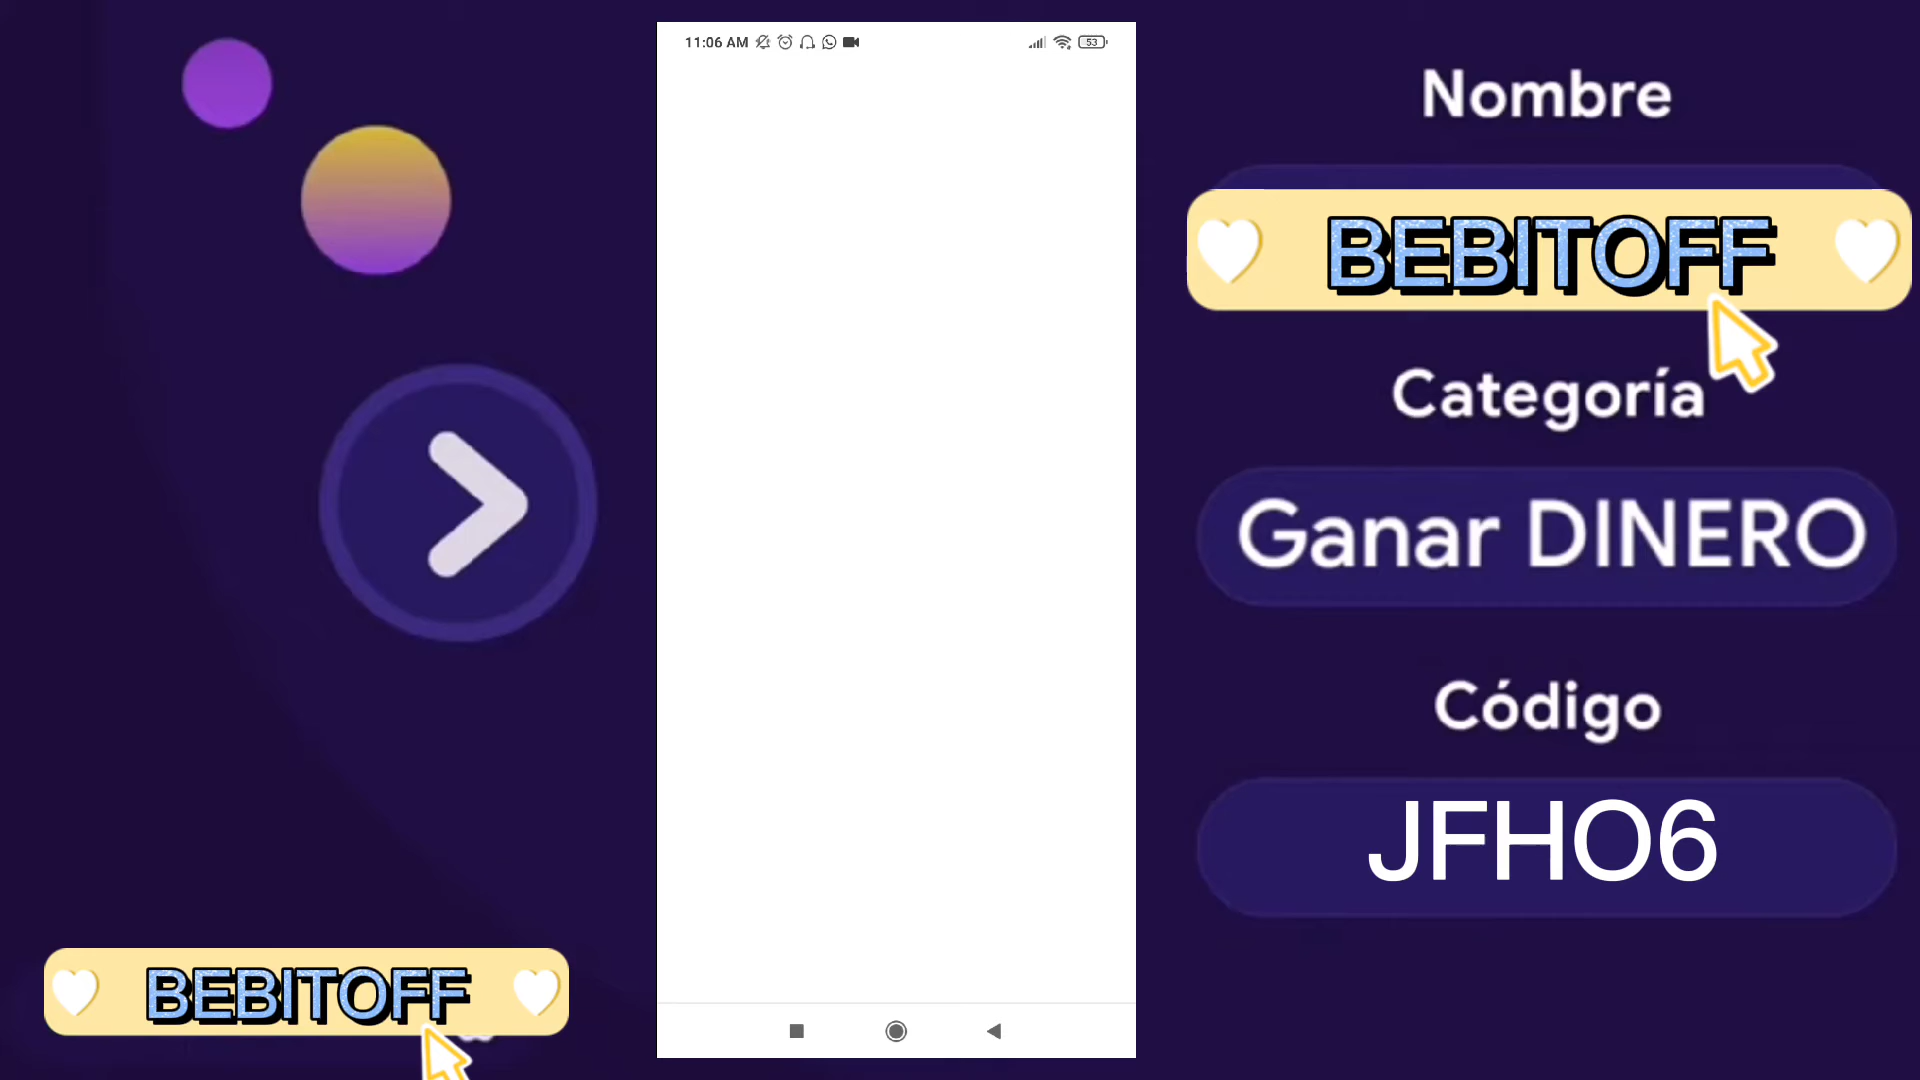 11:06 AM
53
Nombre
BEBITOFF
Categoría
Ganar DINERO
Código
JFHO6
BEBITOFF